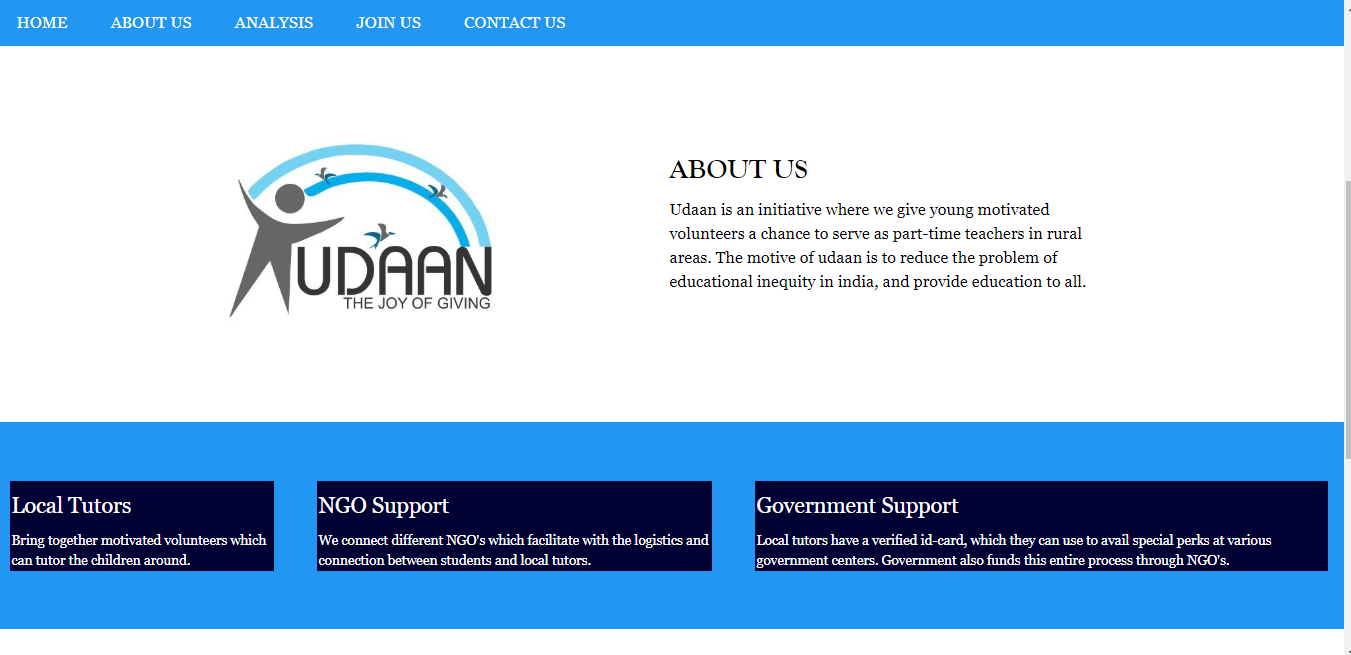 HOME ABOUT US ANALYSIS JOIN US CONTACT US
UDAAN
THE JOY OF GIVING
ABOUT US
Udaan is an initiative where we give young motivated
volunteers a chance to serve as part-time teachers in rural
areas. The motive of udaan is to reduce the problem of
educational inequity in india, and provide education to all.
Local Tutors
Bring together motivated volunteers which
can tutor the children around.
NGO Support
We connect different NGO's which facilitate with the logistics and
connection between students and local tutors.
Government Support
Local tutors have a verified id-card, which they can use to avail special perks at various
government centers. Government also funds this entire process through NGO's.